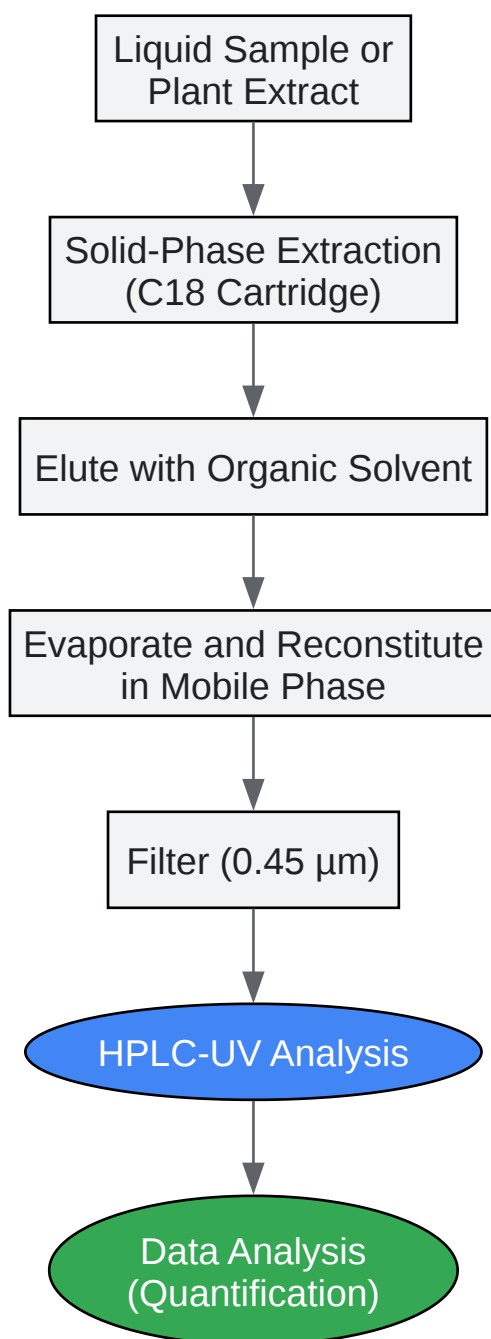 Liquid Sample or
Plant Extract
Solid-Phase Extraction
(C18 Cartridge)
Elute with Organic Solvent
Evaporate and Reconstitute
in Mobile Phase
Filter (0.45 µm)
HPLC-UV Analysis
Data Analysis
(Quantification)